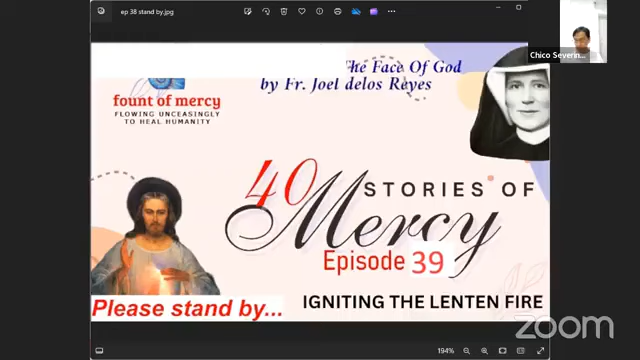 ep 38 stand by.jpg
Chico Severin...
The Face Of God
by Fr. Joel delos Reyes
fount of mercy
FLOWING UNCEASINGLY
TO HEAL HUMANITY
40 STORIES OF
Mercy
Episode 39
Please stand by...
IGNITING THE LENTEN FIRE
zoom
194%